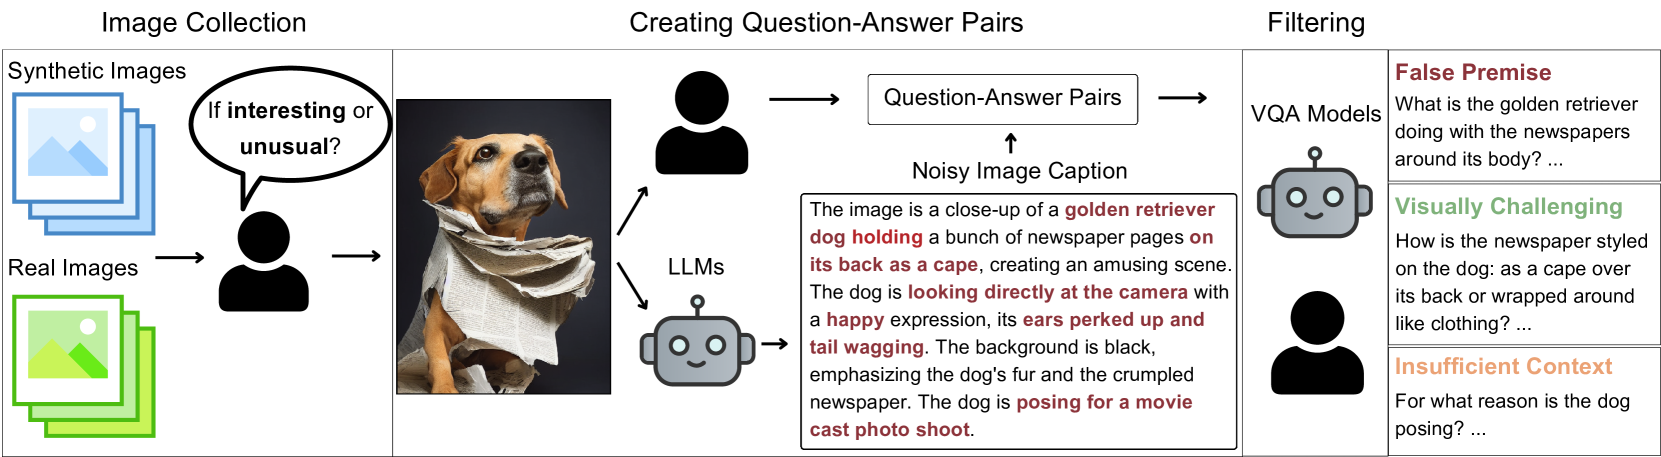 Image Collection
Creating Question-Answer Pairs
Filtering
Synthetic Images
If interesting or
unusual?
Real Images
LLMs
Question-Answer Pairs
Noisy Image Caption
The image is a close-up of a golden retriever
dog holding a bunch of newspaper pages on
its back as a cape, creating an amusing scene.
The dog is looking directly at the camera with
a happy expression, its ears perked up and
tail wagging. The background is black,
emphasizing the dog's fur and the crumpled
newspaper. The dog is posing for a movie
cast photo shoot.
VQA Models
False Premise
What is the golden retriever
doing with the newspapers
around its body? ...
Visually Challenging
How is the newspaper styled
on the dog: as a cape over
its back or wrapped around
like clothing? ...
Insufficient Context
For what reason is the dog
posing? ...